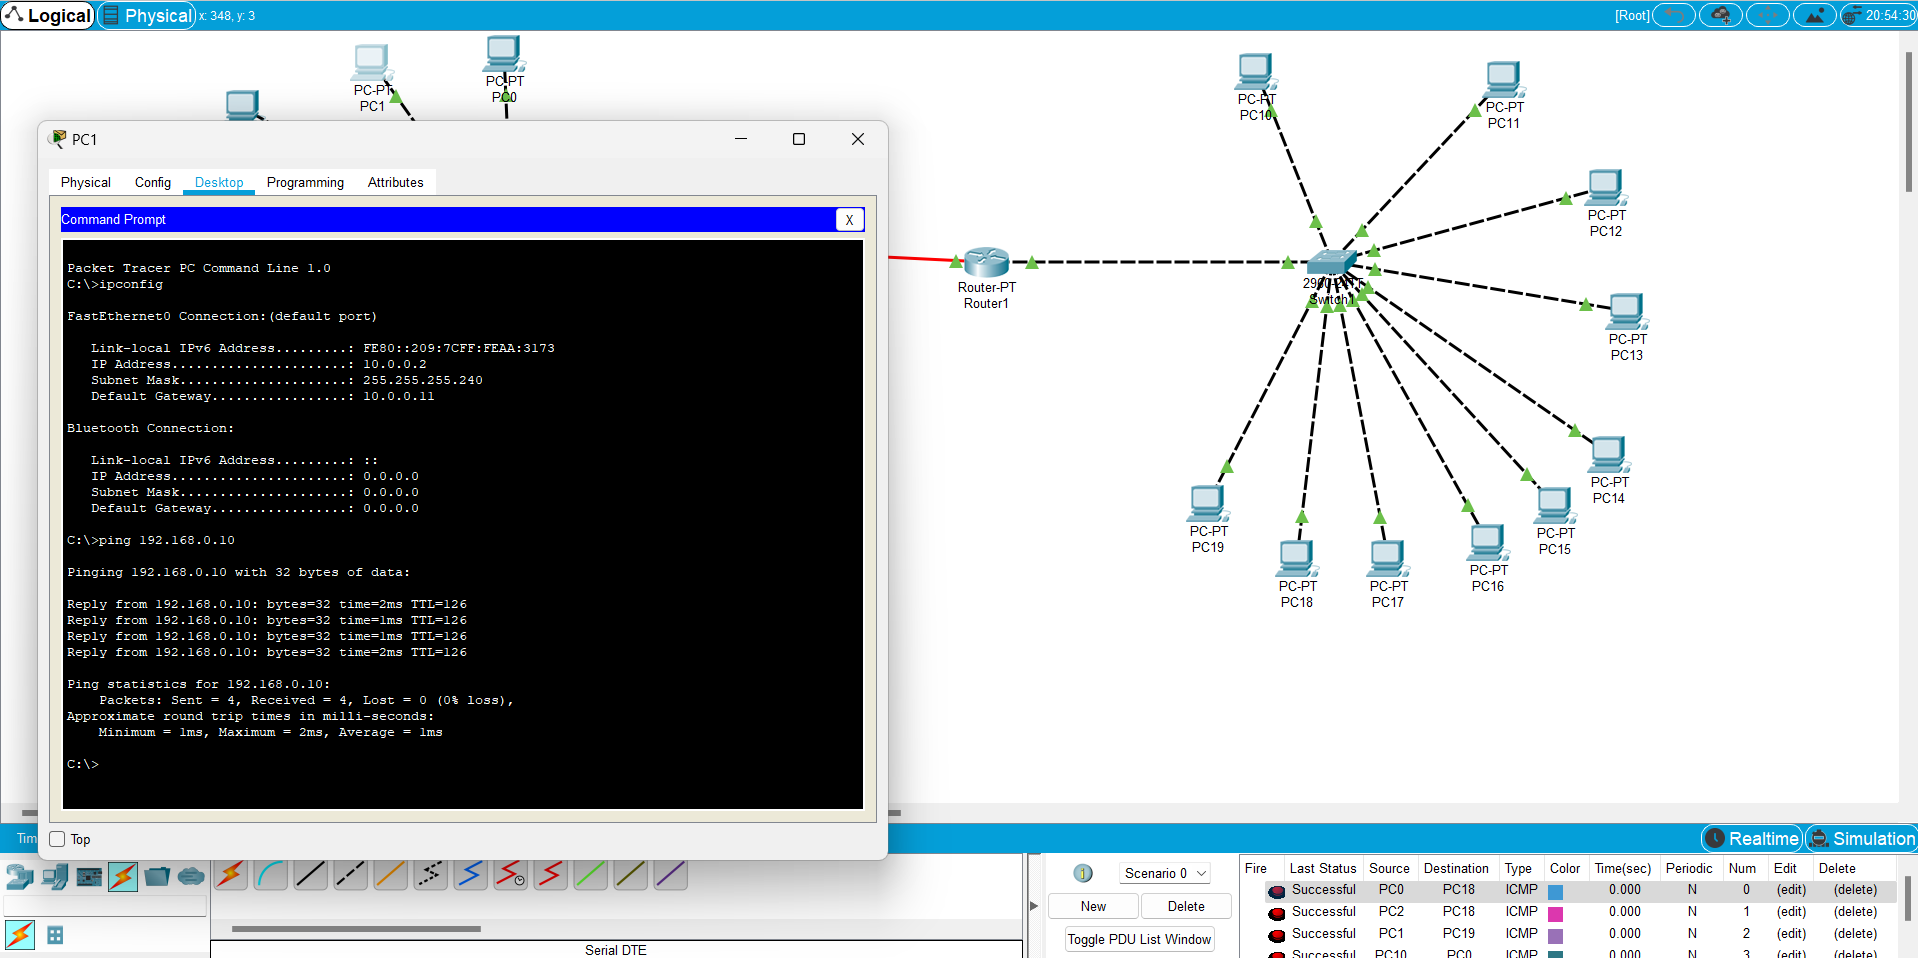 Logical
Physical
x: 348, y: 3
[Root]
20:54:30
PC-PT
PC1
PC-PT
PC0
PC-PT
PC10
PC-PT
PC11
PC-PT
PC12
PC-PT
PC13
PC-PT
PC14
PC-PT
PC15
PC-PT
PC16
PC-PT
PC17
PC-PT
PC18
PC-PT
PC19
Router-PT
Router1
2960-24TT
Switch1
PC1
Physical Config Desktop Programming Attributes
Command Prompt
X
Packet Tracer PC Command Line 1.0
C:\>ipconfig
FastEthernet0 Connection:(default port)
Link-local IPv6 Address.........: FE80::209:7CFF:FEAA:3173
IP Address......................: 10.0.0.2
Subnet Mask.....................: 255.255.255.240
Default Gateway.................: 10.0.0.11
Bluetooth Connection:
Link-local IPv6 Address.........: ::
IP Address......................: 0.0.0.0
Subnet Mask.....................: 0.0.0.0
Default Gateway.................: 0.0.0.0
C:\>ping 192.168.0.10
Pinging 192.168.0.10 with 32 bytes of data:
Reply from 192.168.0.10: bytes=32 time=2ms TTL=126
Reply from 192.168.0.10: bytes=32 time=1ms TTL=126
Reply from 192.168.0.10: bytes=32 time=1ms TTL=126
Reply from 192.168.0.10: bytes=32 time=2ms TTL=126
Ping statistics for 192.168.0.10:
Packets: Sent = 4, Received = 4, Lost = 0 (0% loss),
Approximate round trip times in milli-seconds:
Minimum = 1ms, Maximum = 2ms, Average = 1ms
C:\>
Top
Tim
Realtime
Simulation
Serial DTE
Scenario 0
New
Delete
Toggle PDU List Window
Fire Last Status Source Destination Type Color Time(sec) Periodic Num Edit Delete
Successful PC0 PC18 ICMP 0.000 N 0 (edit) (delete)
Successful PC2 PC18 ICMP 0.000 N 1 (edit) (delete)
Successful PC1 PC19 ICMP 0.000 N 2 (edit) (delete)
Successful PC10 PC0 ICMP 0.000 N 3 (edit) (delete)